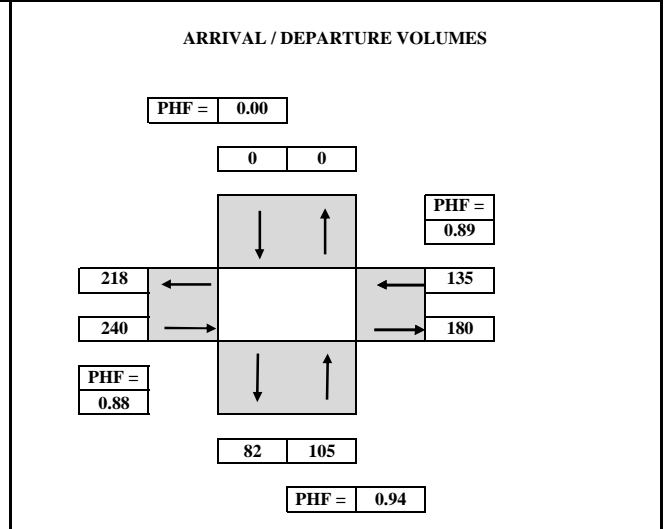 ARRIVAL / DEPARTURE VOLUMES
PHF = 0.00
0 0
PHF =
0.89
218 135
240 180
PHF =
0.88
82 105
PHF = 0.94